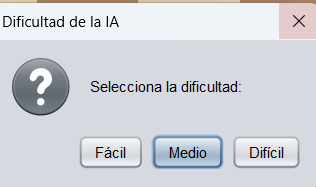 Dificultad de la IA
Selecciona la dificultad:
Fácil Medio Difícil